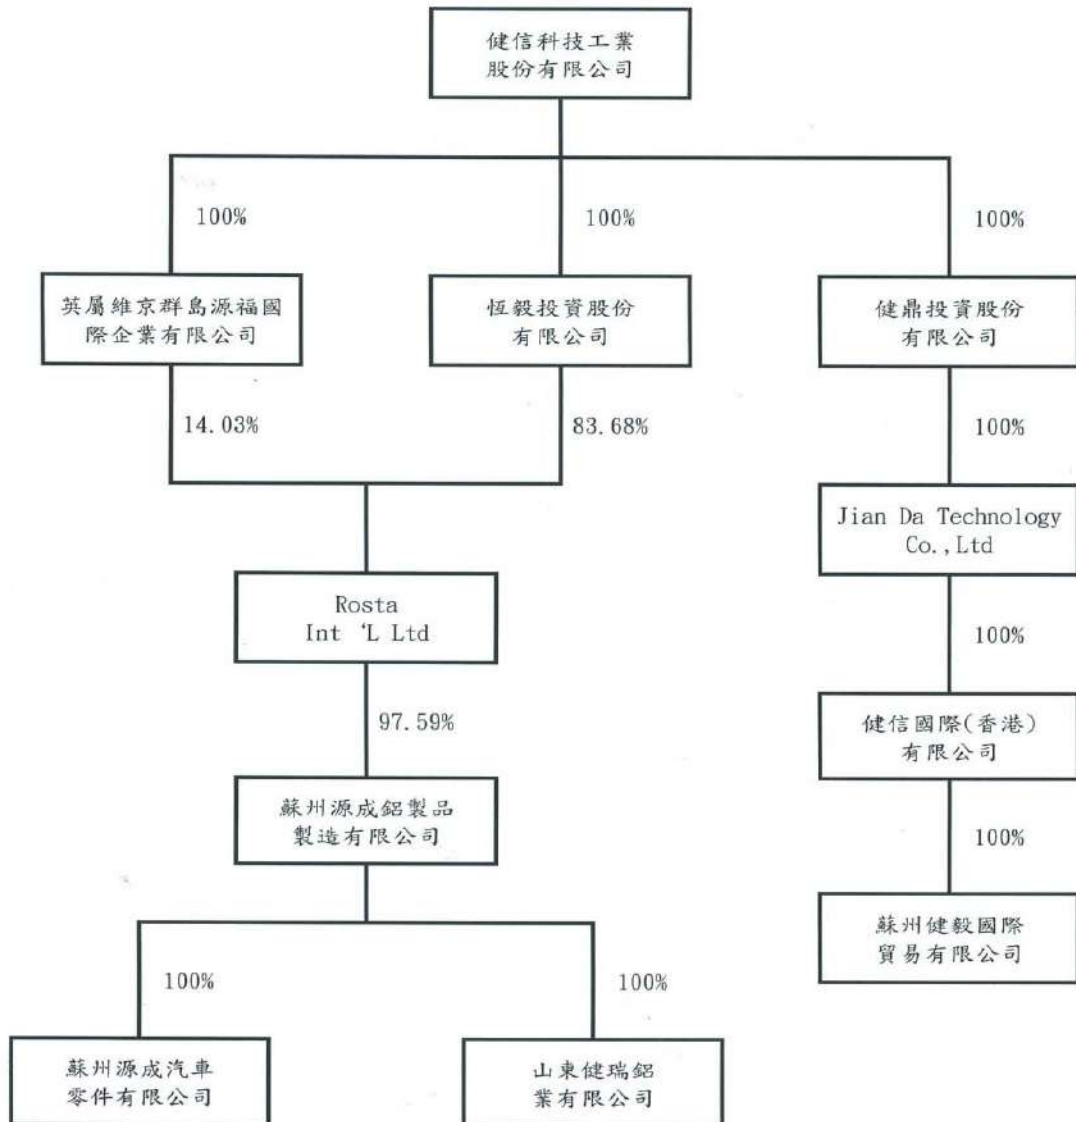 健信科技工業
股份有限公司
100%
100%
100%
英屬維京群島源福國
際企業有限公司
恆毅投資股份
有限公司
健鼎投資股份
有限公司
14.03%
83.68%
100%
Jian Da Technology
Co.,Ltd
Rosta
Int ‘L Ltd
100%
97.59%
健信國際(香港)
有限公司
蘇州源成鋁製品
製造有限公司
100%
蘇州健毅國際
貿易有限公司
100%
100%
蘇州源成汽車
零件有限公司
山東健瑞鋁
業有限公司